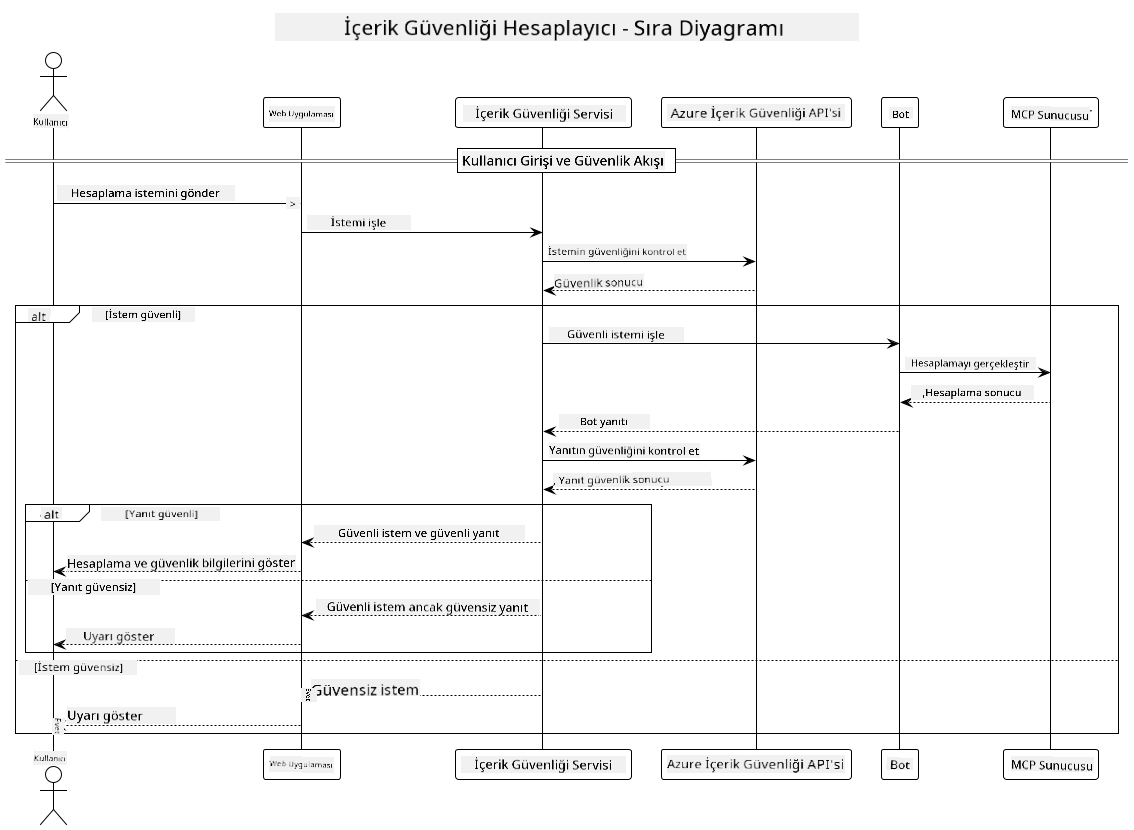 İçerik Güvenliği Hesaplayıcı - Sıra Diyagramı
Kullanıcı
Web Uygulaması
İçerik Güvenliği Servisi
Azure İçerik Güvenliği API'si
Bot
MCP Sunucusu
Kullanıcı Girişi ve Güvenlik Akışı
Hesaplama istemini gönder
İstemi işle
İstemin güvenliğini kontrol et
Güvenlik sonucu
alt
[İstem güvenli]
Güvenli istemi işle
Hesaplamayı gerçekleştir
Hesaplama sonucu
Bot yanıtı
Yanıtın güvenliğini kontrol et
Yanıt güvenlik sonucu
alt
[Yanıt güvenli]
Güvenli istem ve güvenli yanıt
Hesaplama ve güvenlik bilgilerini göster
[Yanıt güvensiz]
Güvenli istem ancak güvensiz yanıt
Uyarı göster
[İstem güvensiz]
Güvensiz istem
Uyarı göster
Kullanıcı
Web Uygulaması
İçerik Güvenliği Servisi
Azure İçerik Güvenliği API'si
Bot
MCP Sunucusu